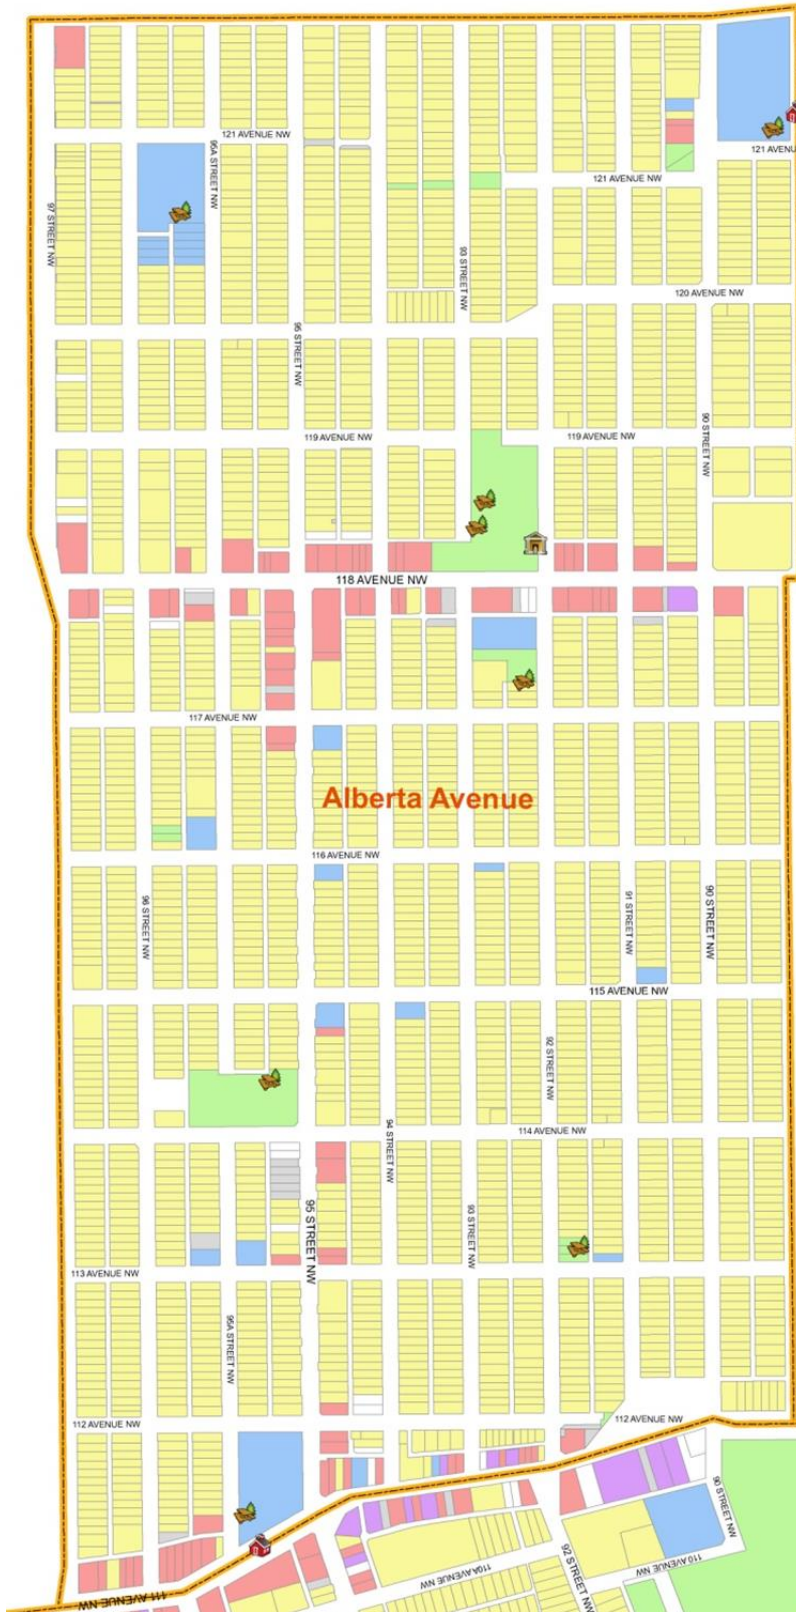 121 AVENUE NW
95A STREET NW
121 AVENU
121 AVENUE NW
97 STREET NW
93 STREET NW
120 AVENUE NW
95 STREET NW
119 AVENUE NW
119 AVENUE NW
90 STREET NW
118 AVENUE NW
117 AVENUE NW
Alberta Avenue
116 AVENUE NW
96 STREET NW
91 STREET NW
90 STREET NW
115 AVENUE NW
92 STREET NW
94 STREET NW
114 AVENUE NW
95 STREET NW
93 STREET NW
113 AVENUE NW
95A STREET NW
112 AVENUE NW
112 AVENUE NW
90 STREET NW
92 STREET NW
110A AVENUE NW
110 AVENUE NW
111 AVENUE NW